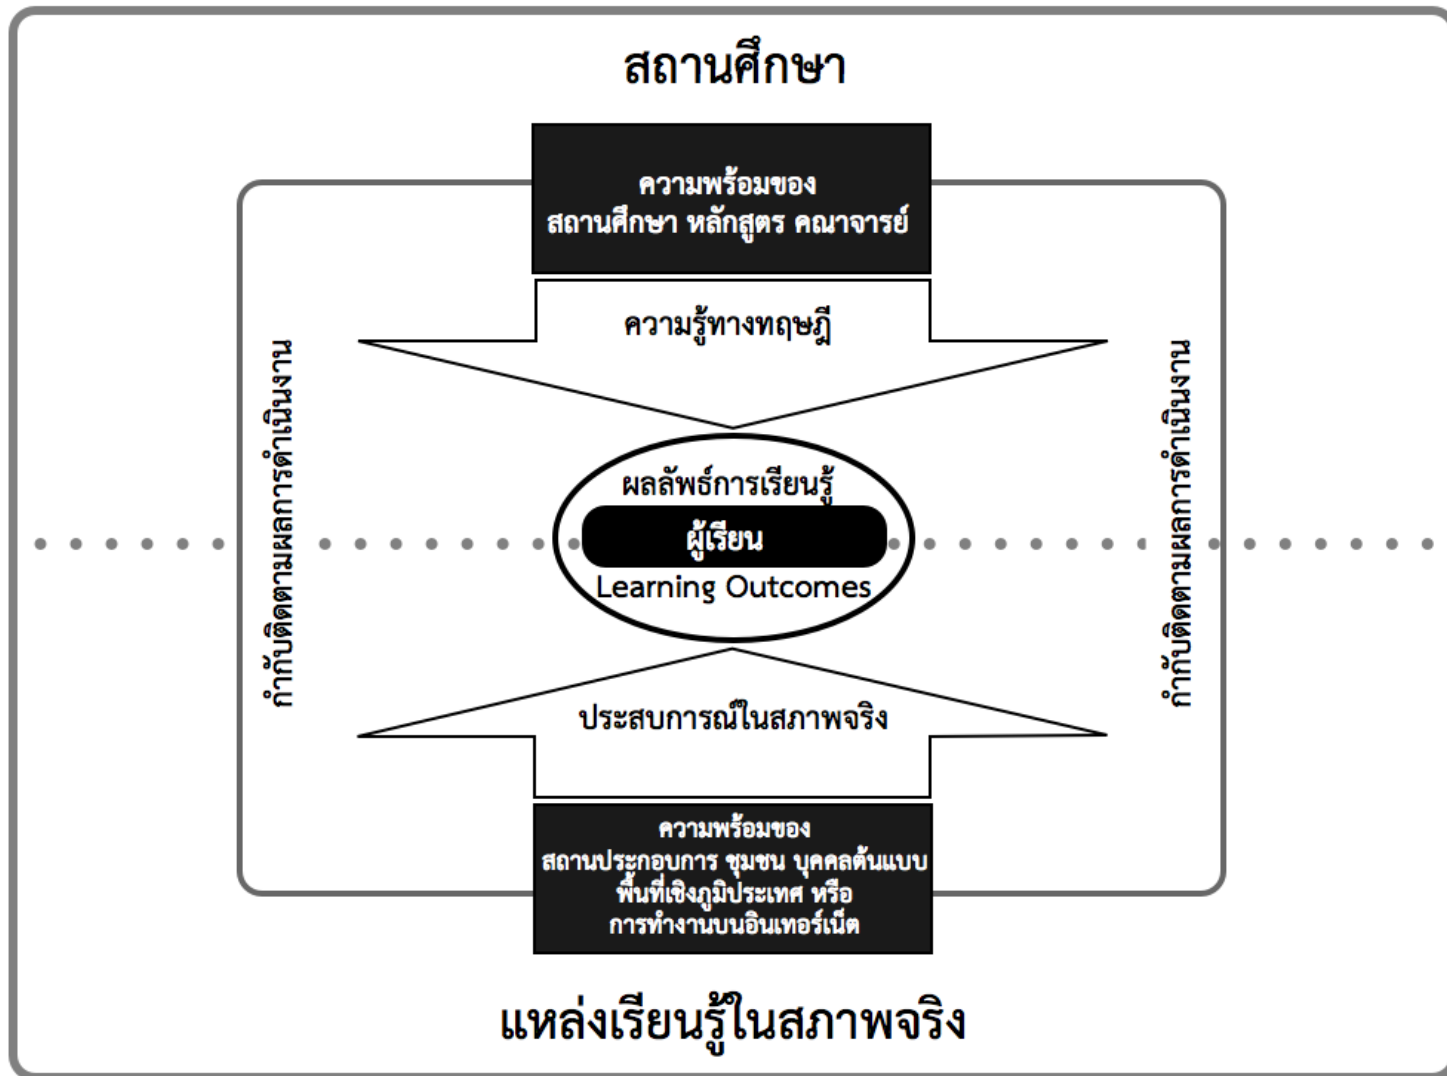 สถานศึกษา
ความพร้อมของ
สถานศึกษา หลักสูตร คณาจารย์
ความรู้ทางทฤษฎี
กำกับติดตามผลการดำเนินงาน
ผลลัพธ์การเรียนรู้
ผู้เรียน
Learning Outcomes
กำกับติดตามผลการดำเนินงาน
ประสบการณ์ในสภาพจริง
ความพร้อมของ
สถานประกอบการ ชุมชน บุคคลต้นแบบ
พื้นที่เชิงภูมิประเทศ หรือ
การทำงานบนอินเทอร์เน็ต
แหล่งเรียนรู้ในสภาพจริง